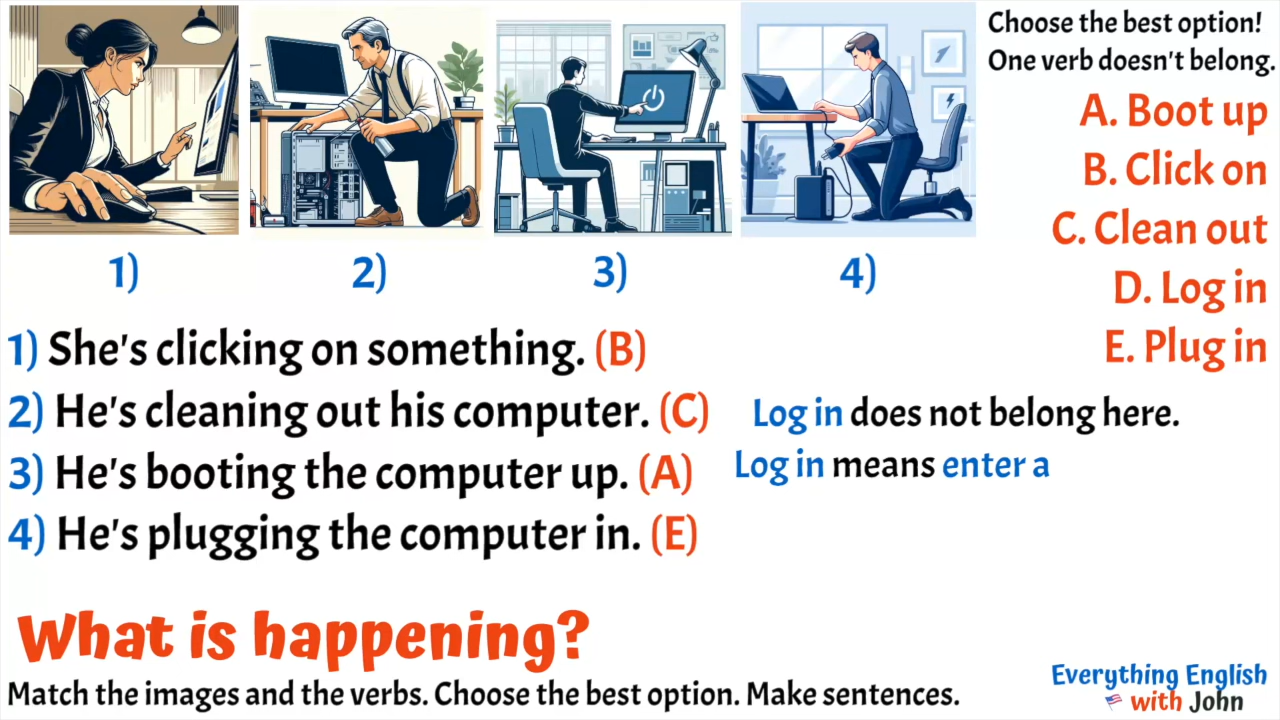 Choose the best option!
One verb doesn't belong.
A. Boot up
B. Click on
C. Clean out
D. Log in
E. Plug in
1)
2)
3)
4)
1) She's clicking on something. (B)
2) He's cleaning out his computer. (C)
3) He's booting the computer up. (A)
4) He's plugging the computer in. (E)
Log in does not belong here.
Log in means enter a
What is happening?
Match the images and the verbs. Choose the best option. Make sentences.
Everything English
with John